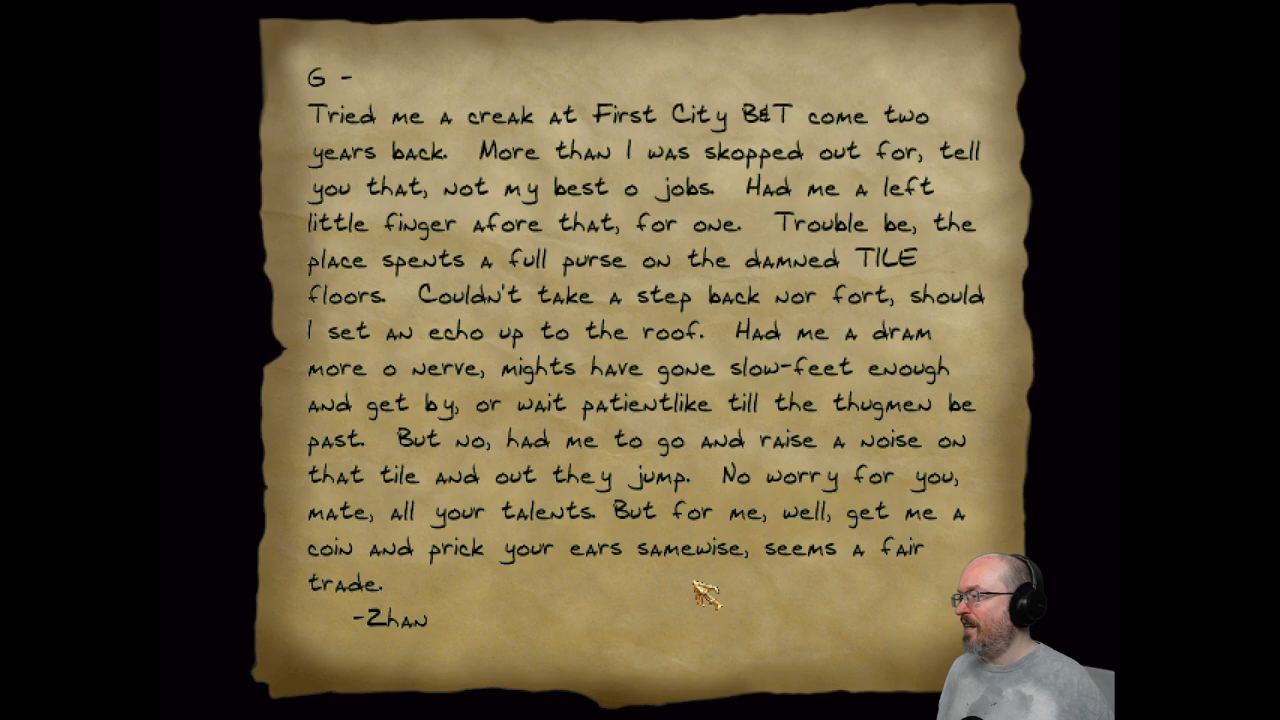 G -
Tried me a creak at First City B&T come two
years back. More than I was skopped out for, tell
you that, not my best o jobs. Had me a left
little finger afore that, for one. Trouble be, the
place spents a full purse on the damned TILE
floors. Couldn't take a step back nor fort, should
I set an echo up to the roof. Had me a dram
more o nerve, mights have gone slow-feet enough
and get by, or wait patientlike till the thugmen be
past. But no, had me to go and raise a noise on
that tile and out they jump. No worry for you,
mate, all your talents. But for me, well, get me a
coin and prick your ears samewise, seems a fair
trade.
-Zhan